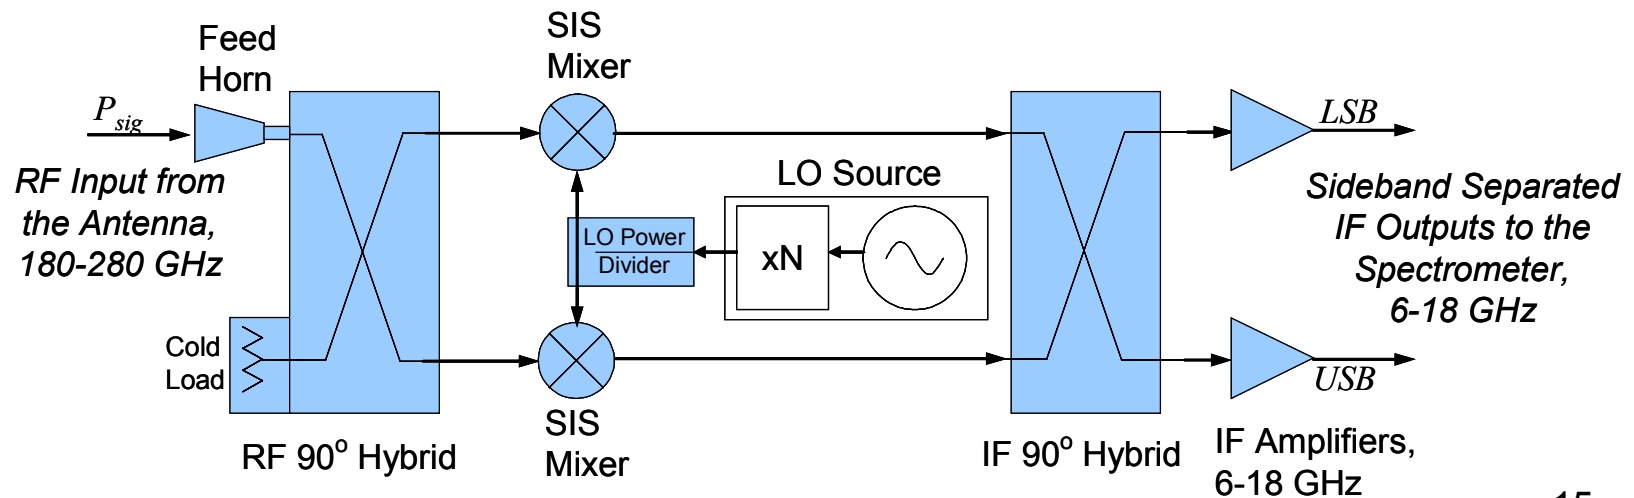 Feed
Horn
SIS
Mixer
P_sig
RF Input from
the Antenna,
180-280 GHz
LO Source
LO Power
Divider
xN
LSB
Sideband Separated
IF Outputs to the
Spectrometer,
6-18 GHz
Cold
Load
USB
RF 90° Hybrid
SIS
Mixer
IF 90° Hybrid
IF Amplifiers,
6-18 GHz